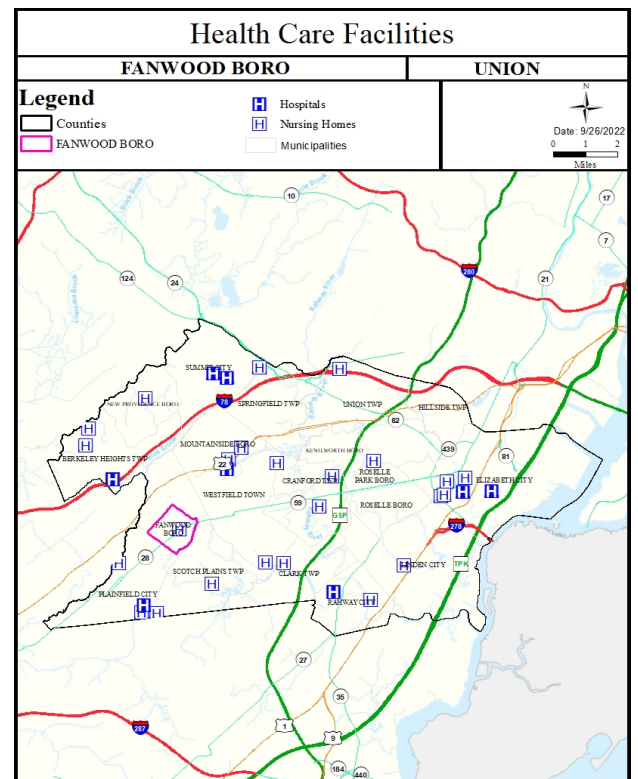 Health Care Facilities
FANWOOD BORO
UNION
Legend
Counties
FANWOOD BORO
H Hospitals
H Nursing Homes
Municipalities
N
Date: 9/26/2022
0 1 2
Miles
10
17
7
280
21
124
24
SUMMIT CITY
NEW PROVIDENCE BORO
78
SPRINGFIELD TWP
UNION TWP
HILLSIDE TWP
82
MOUNTAINSIDE BORO
BERKELEY HEIGHTS TWP
22
KENILWORTH BORO
439
81
CRANFORD TWP
ROSELLE
PARK BORO
ELIZABETH CITY
WESTFIELD TOWN
59
ROSELLE BORO
GSP
278
FANWOOD
BORO
28
SCOTCH PLAINS TWP
CLARK TWP
LINDEN CITY
TPK
PLAINFIELD CITY
RAHWAY CITY
27
35
287
1
9
184
440